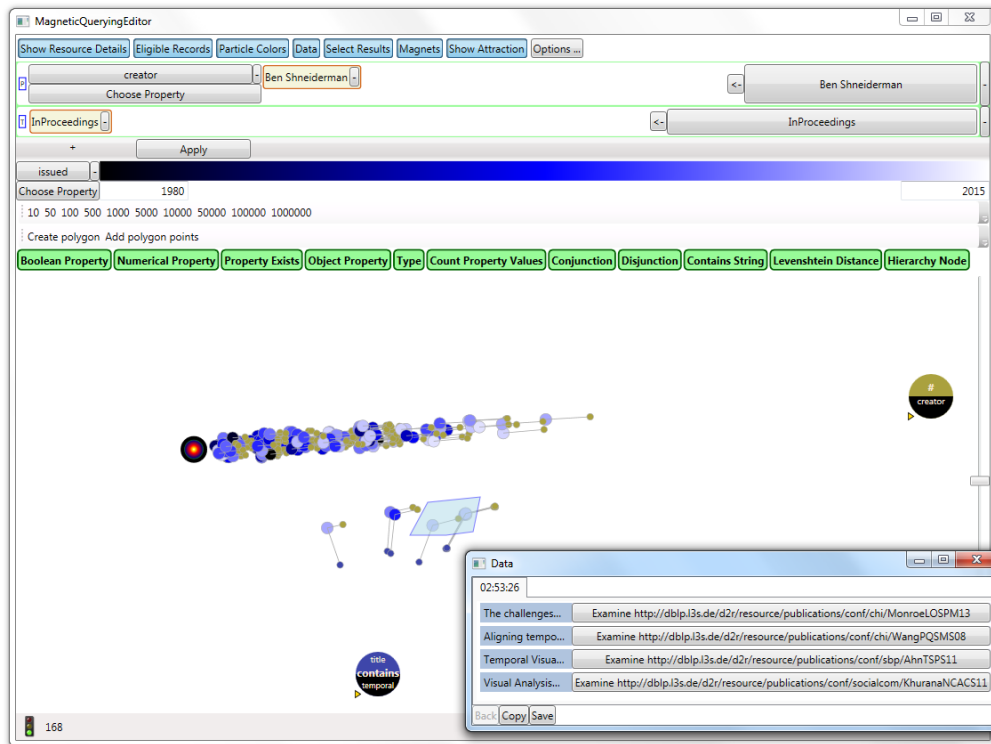 MagneticQueryingEditor
Show Resource Details Eligible Records Particle Colors Data Select Results Magnets Show Attraction Options ...
P creator - Ben Shneiderman - <- Ben Shneiderman -
Choose Property
T InProceedings - <- InProceedings -
+ Apply
issued -
Choose Property 1980 2015
10 50 100 500 1000 5000 10000 50000 100000 1000000
Create polygon Add polygon points
Boolean Property Numerical Property Property Exists Object Property Type Count Property Values Conjunction Disjunction Contains String Levenshtein Distance Hierarchy Node
#
creator
title
contains
temporal
168
Data
02:53:26
The challenges... Examine http://dblp.l3s.de/d2r/resource/publications/conf/chi/MonroeLOSPM13
Aligning tempo... Examine http://dblp.l3s.de/d2r/resource/publications/conf/chi/WangPQSMS08
Temporal Visua... Examine http://dblp.l3s.de/d2r/resource/publications/conf/sbp/AhnTSPS11
Visual Analysis... Examine http://dblp.l3s.de/d2r/resource/publications/conf/socialcom/KhuranaNCACS11
Back Copy Save